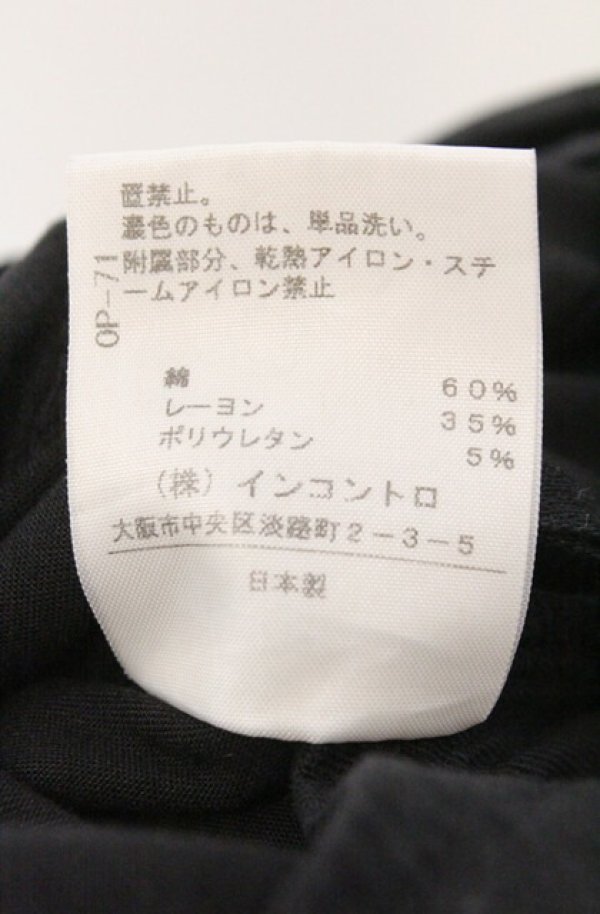 置禁止。
濃色のものは、単品洗い。
附属部分、乾熱アイロン・スチ
ームアイロン禁止
OP-71
綿 60%
レーヨン 35%
ポリウレタン 5%
(株)インコントロ
大阪市中央区淡路町2-3-5
日本製